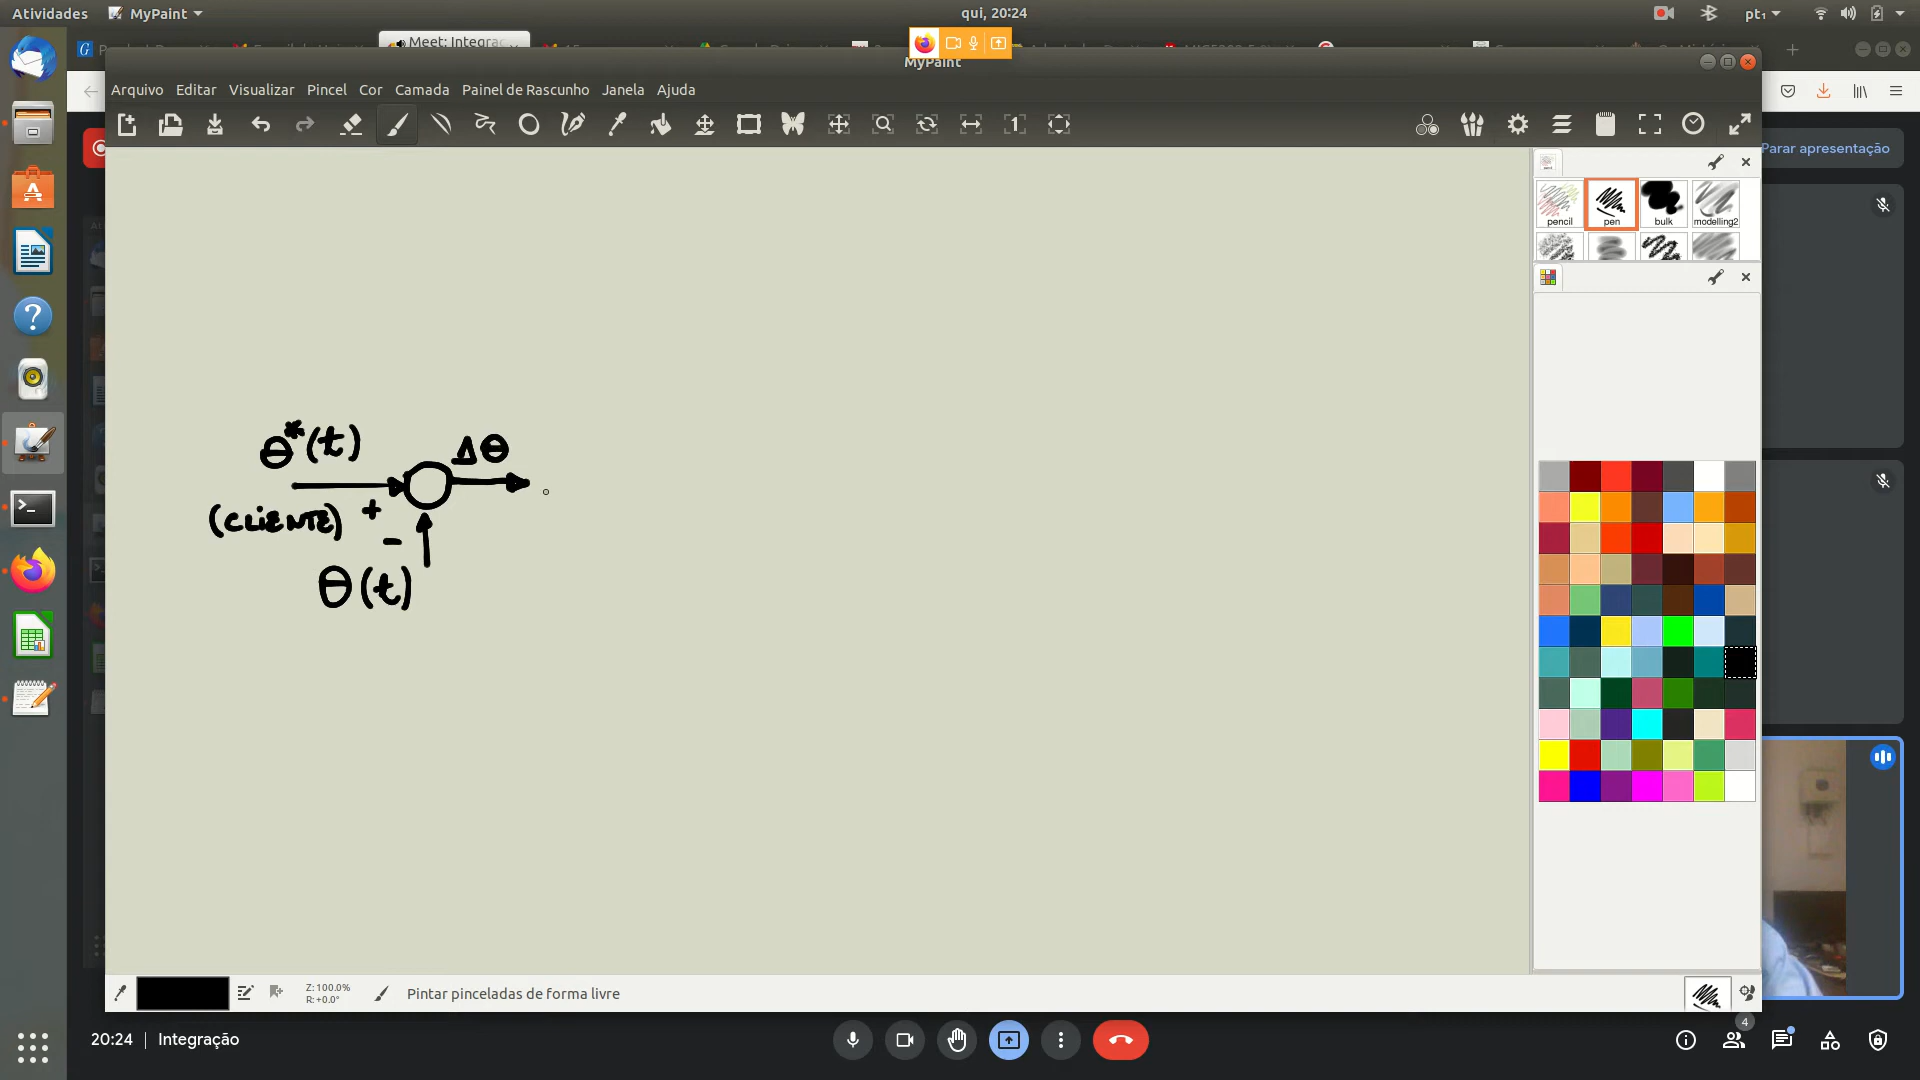 Atividades
MyPaint
qui, 20:24
pt₁
Meet: Integraç
MyPaint
Arquivo Editar Visualizar Pincel Cor Camada Painel de Rascunho Janela Ajuda
Parar apresentação
pencil pen bulk modelling2
θ*(t)
Δθ
(CLIENTE) +
−
θ(t)
Z: 100.0%
R: +0.0°
Pintar pinceladas de forma livre
20:24 | Integração
4